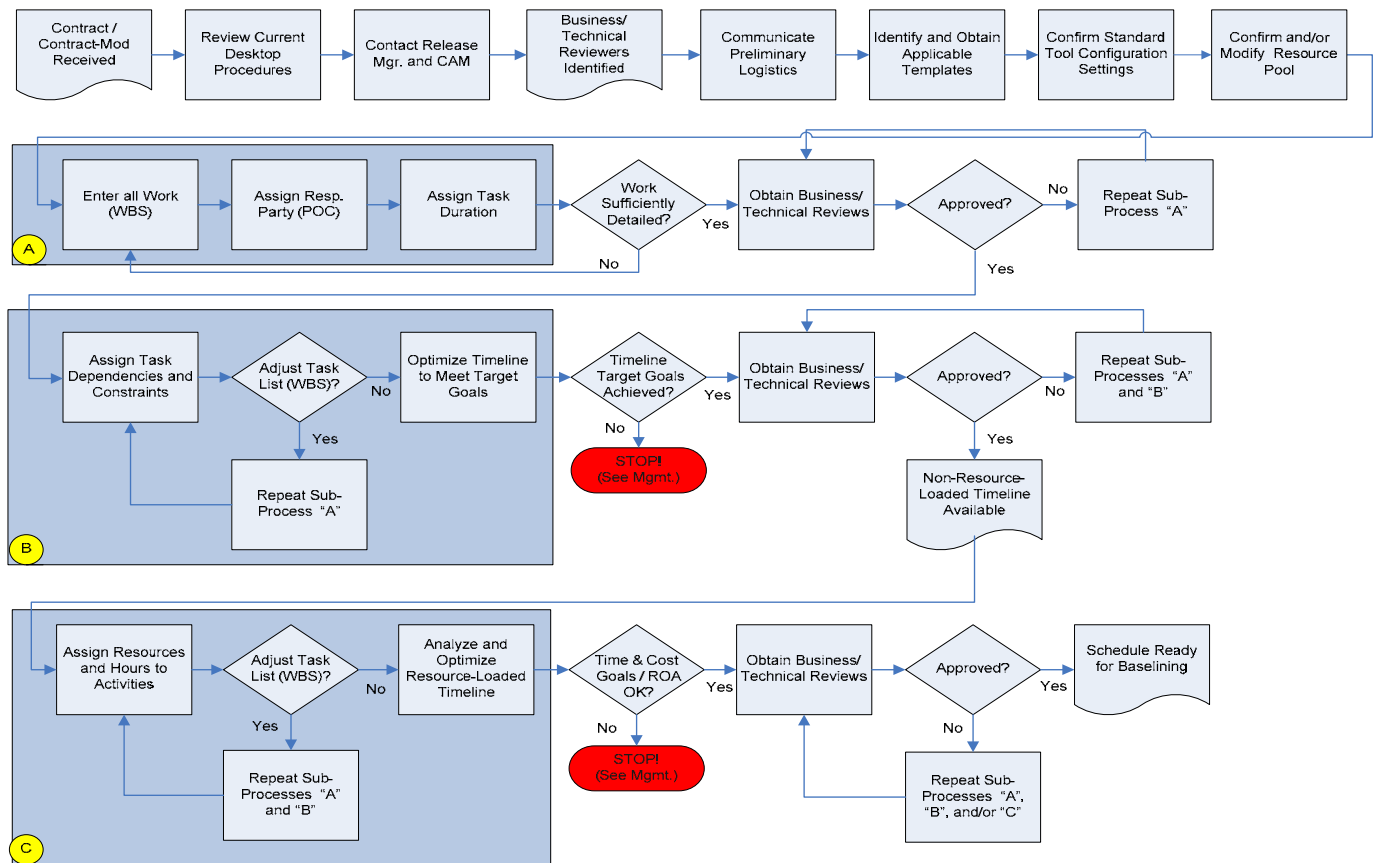 Contract /
Contract-Mod
Received
Review Current
Desktop
Procedures
Contact Release
Mgr. and CAM
Business/
Technical
Reviewers
Identified
Communicate
Preliminary
Logistics
Identify and Obtain
Applicable
Templates
Confirm Standard
Tool Configuration
Settings
Confirm and/or
Modify Resource
Pool
Enter all Work
(WBS)
Assign Resp.
Party (POC)
Assign Task
Duration
Work
Sufficiently
Detailed?
Yes
No
Obtain Business/
Technical Reviews
Approved?
No
Yes
Repeat Sub-
Process "A"
A
Assign Task
Dependencies and
Constraints
Adjust Task
List (WBS)?
No
Yes
Repeat Sub-
Process "A"
Optimize Timeline
to Meet Target
Goals
Timeline
Target Goals
Achieved?
Yes
No
STOP!
(See Mgmt.)
Obtain Business/
Technical Reviews
Approved?
No
Yes
Repeat Sub-
Processes "A"
and "B"
Non-Resource-
Loaded Timeline
Available
B
Assign Resources
and Hours to
Activities
Adjust Task
List (WBS)?
No
Yes
Repeat Sub-
Processes "A"
and "B"
Analyze and
Optimize
Resource-Loaded
Timeline
Time & Cost
Goals / ROA
OK?
Yes
No
STOP!
(See Mgmt.)
Obtain Business/
Technical Reviews
Approved?
Yes
No
Schedule Ready
for Baselining
Repeat Sub-
Processes "A",
"B", and/or "C"
C